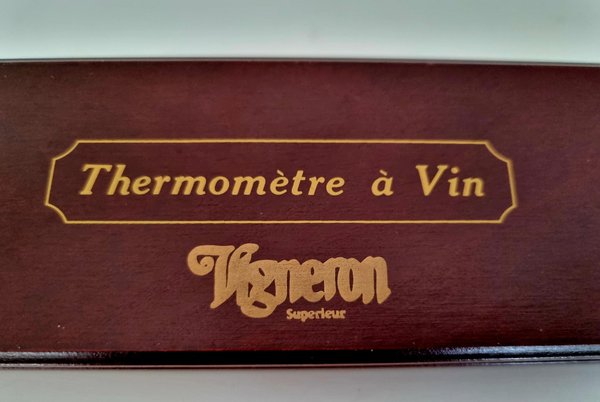 Thermomètre à Vin
Vigneron
Superieur